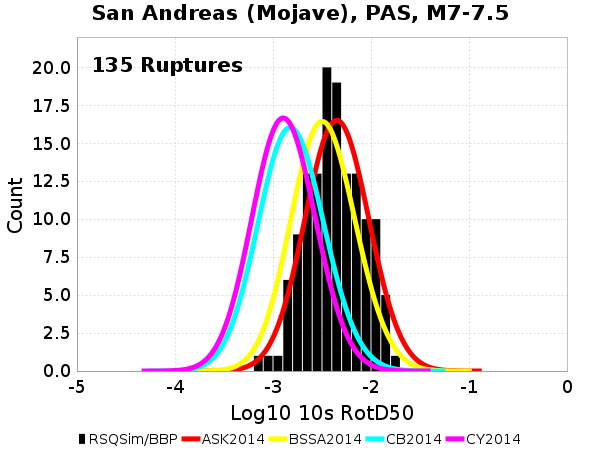 San Andreas (Mojave), PAS, M7-7.5
135 Ruptures
20.0
17.5
15.0
12.5
10.0
7.5
5.0
2.5
0.0
Count
-5 -4 -3 -2 -1 0
Log10 10s RotD50
RSQSim/BBP ASK2014 BSSA2014 CB2014 CY2014